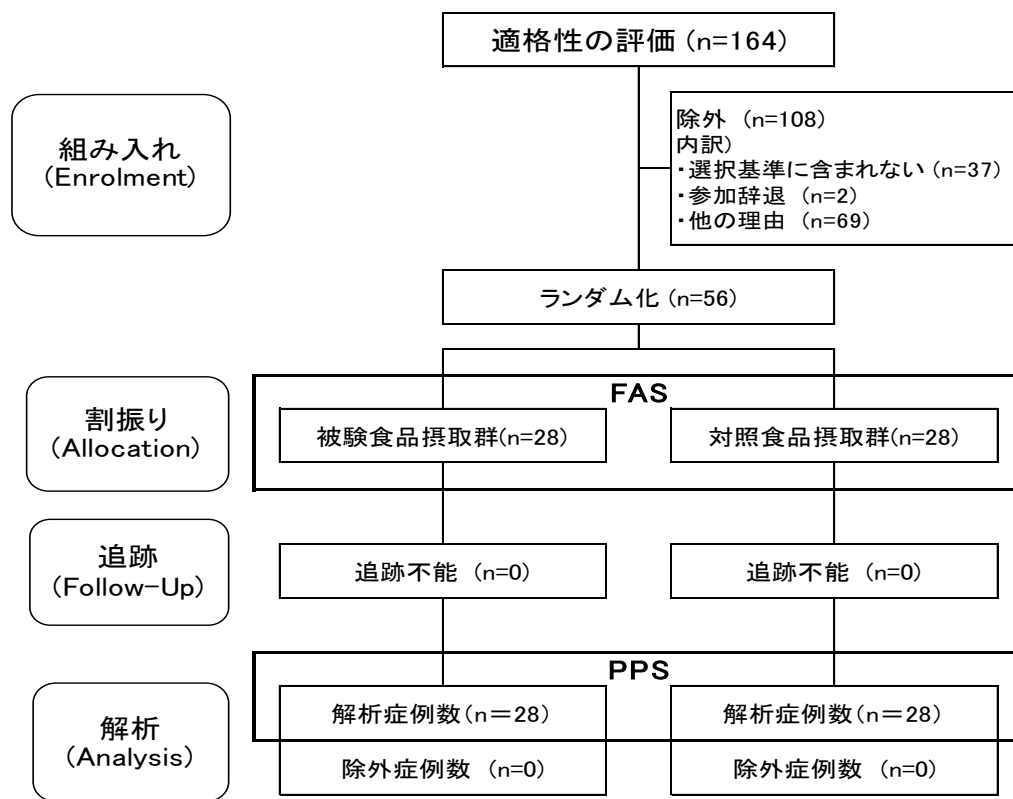 適格性の評価 (n=164)
組み入れ
(Enrolment)
除外 (n=108)
内訳)
・選択基準に含まれない (n=37)
・参加辞退 (n=2)
・他の理由 (n=69)
ランダム化 (n=56)
割振り
(Allocation)
FAS
被験食品摂取群(n=28)
対照食品摂取群(n=28)
追跡
(Follow-Up)
追跡不能 (n=0)
追跡不能 (n=0)
解析
(Analysis)
PPS
解析症例数(n=28)
解析症例数(n=28)
除外症例数 (n=0)
除外症例数 (n=0)